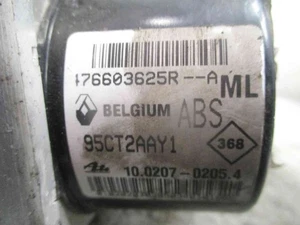 476603625R--A
ML
BELGIUM ABS
95CT2AAY1
368
10.0207-0205.4